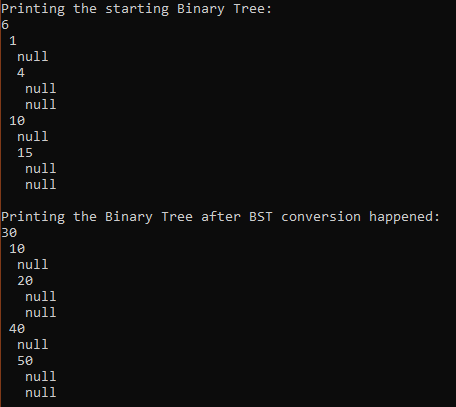 Printing the starting Binary Tree:
6
 1
  null
  4
   null
   null
 10
  null
  15
   null
   null

Printing the Binary Tree after BST conversion happened:
30
 10
  null
  20
   null
   null
 40
  null
  50
   null
   null